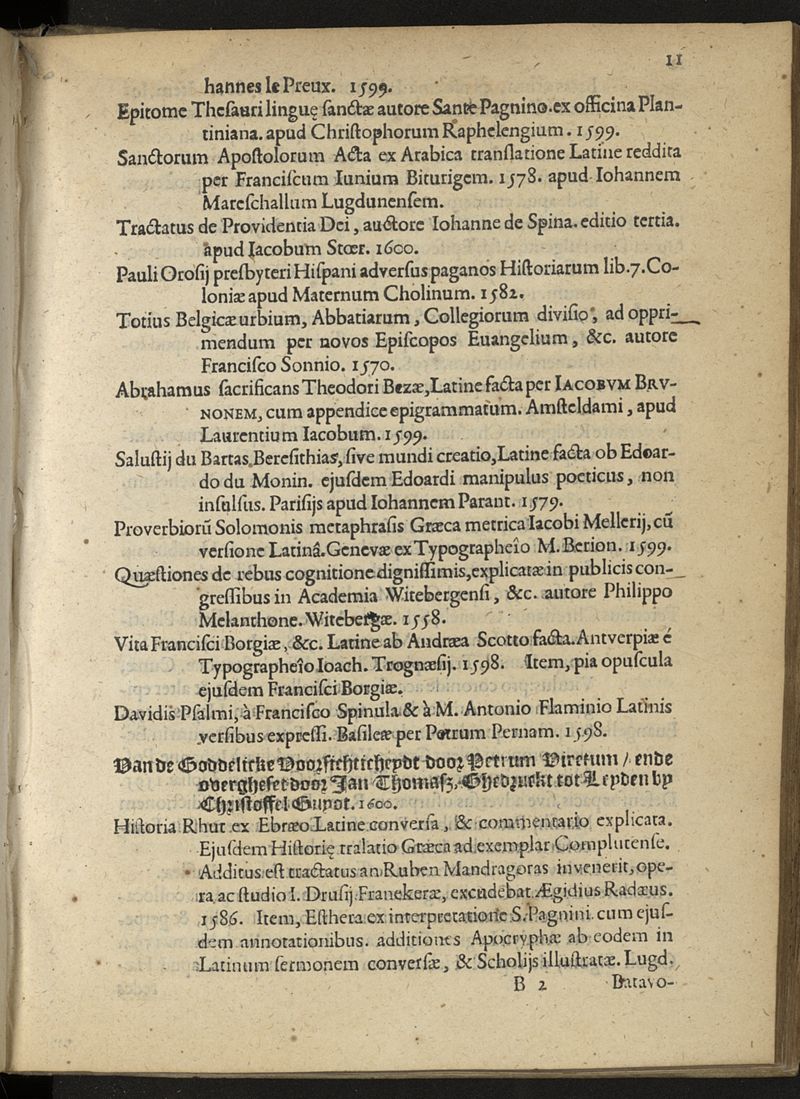 11
hannes le Preux. 1599.
Epitome Theſauri linguę ſanctæ autore Sante Pagnino. ex officina Plan-
tiniana. apud Chriſtophorum Raphelengium. 1599.
Sanctorum Apoſtolorum Acta ex Arabica tranſlatione Latine reddita
per Franciſcum Iunium Biturigem. 1578. apud Iohannem
Mareſchallum Lugdunenſem.
Tractatus de Providentia Dei, auctore Iohanne de Spina. editio tertia.
apud Iacobum Stœr. 1600.
Pauli Oroſij preſbyteri Hiſpani adverſus paganos Hiſtoriarum lib. 7. Co-
loniæ apud Maternum Cholinum. 1582.
Totius Belgicæ urbium, Abbatiarum, Collegiorum diviſio, ad oppri-
mendum per novos Epiſcopos Euangelium, &c. autore
Franciſco Sonnio. 1570.
Abrahamus ſacrificans Theodori Bezæ, Latine facta per IACOBVM BRV-
NONEM, cum appendice epigrammatum. Amſteldami, apud
Laurentium Iacobum. 1599.
Saluſtij du Bartas Bereſithias, ſive mundi creatio, Latine facta ob Edoar-
do du Monin. ejuſdem Edoardi manipulus poeticus, non
inſulſus. Pariſijs apud Iohannem Parant. 1579.
Proverbiorū Solomonis metaphraſis Græca metrica Iacobi Mellerij, cū
verſione Latinâ. Genevæ ex Typographeîo M. Berion. 1599.
Quæſtiones de rebus cognitione digniſſimis, explicatæ in publicis con-
greſſibus in Academia Witebergenſi, &c. autore Philippo
Melanthone. Witebergæ. 1558.
Vita Franciſci Borgiæ, &c. Latine ab Andræa Scotto facta. Antverpiæ é
Typographeîo Ioach. Trognæſij. 1598. Item, pia opuſcula
ejuſdem Franciſci Borgiæ.
Davidis Pſalmi, à Franciſco Spinula & à M. Antonio Flaminio Latinis
verſibus expreſſi. Baſileæ per Petrum Pernam. 1598.
Van de Goddelicke Voorſichticheydt door Petrum Viretum / ende
overgheſet door Jan Thomaſz. Ghedruckt tot Leyden by
Chriſtoffel Guyot. 1600.
Hiſtoria Rhut ex Ebræo Latine converſa, & commentario explicata.
Ejuſdem Hiſtorię tralatio Græca ad exemplar Complutenſe.
Additus eſt tractatus an Ruben Mandragoras invenerit, ope-
ra ac ſtudio I. Druſij Franekeræ, excudebat Ægidius Radæus.
1586. Item, Eſthera ex interpretatione S. Pagnini. cum ejuſ-
dem annotationibus. additiones Apocryphæ ab eodem in
Latinum ſermonem converſæ, & Scholijs illuſtratæ. Lugd.
B 2 Batavo-